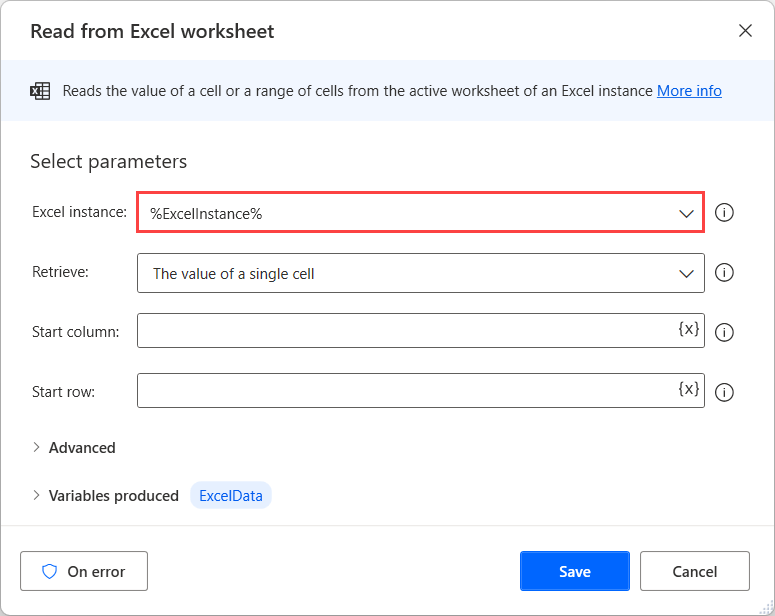 Read from Excel worksheet
Reads the value of a cell or a range of cells from the active worksheet of an Excel instance More info
Select parameters
Excel instance: %ExcelInstance%
Retrieve: The value of a single cell
Start column: {x}
Start row: {x}
Advanced
Variables produced ExcelData
On error Save Cancel